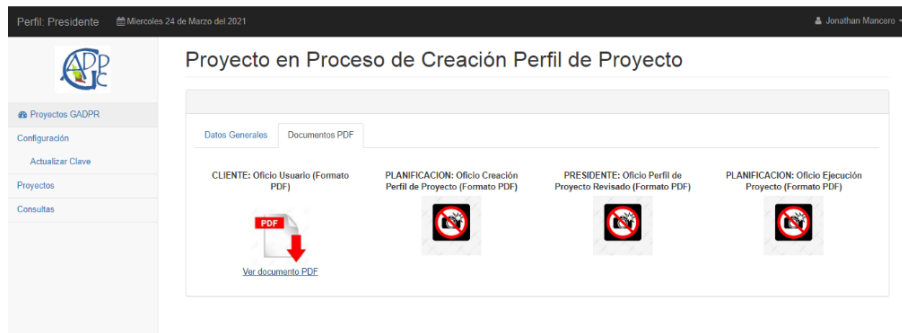 Perfil: Presidente
Miercoles 24 de Marzo del 2021
Jonathan Mancero
Proyecto en Proceso de Creación Perfil de Proyecto
Proyectos GADPR
Configuración
Actualizar Clave
Proyectos
Consultas
Datos Generales
Documentos PDF
CLIENTE: Oficio Usuario (Formato
PDF)
PDF
Ver documento PDF
PLANIFICACION: Oficio Creación
Perfil de Proyecto (Formato PDF)
PRESIDENTE: Oficio Perfil de
Proyecto Revisado (Formato PDF)
PLANIFICACION: Oficio Ejecución
Proyecto (Formato PDF)